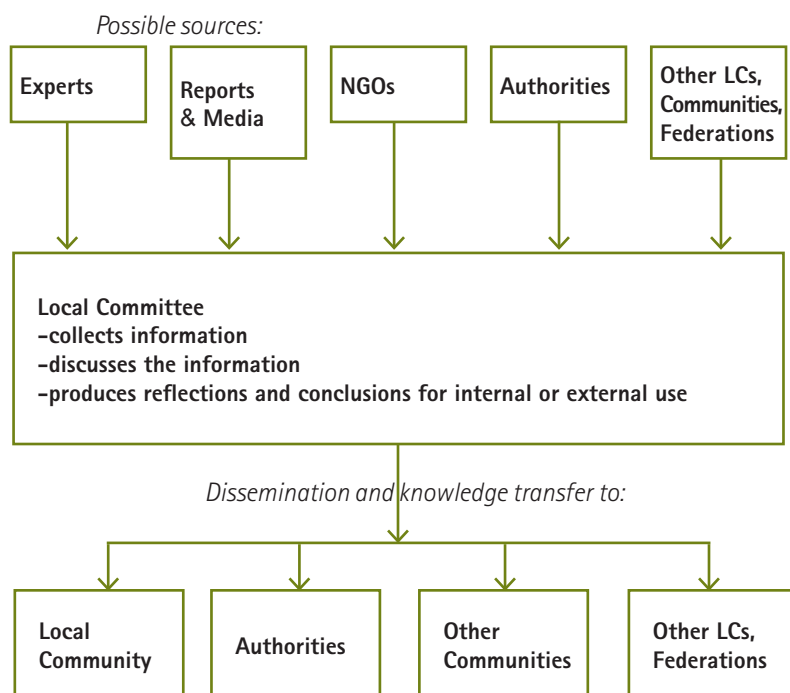 Possible sources:
Experts
Reports
& Media
NGOs
Authorities
Other LCs,
Communities,
Federations
Local Committee
-collects information
-discusses the information
-produces reflections and conclusions for internal or external use
Dissemination and knowledge transfer to:
Local
Community
Authorities
Other
Communities
Other LCs,
Federations